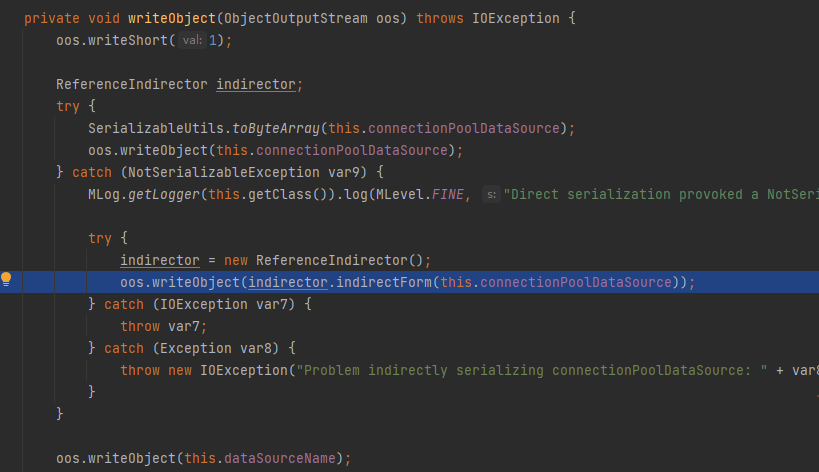 private void writeObject(ObjectOutputStream oos) throws IOException {
oos.writeShort( val: 1);
ReferenceIndirector indirector;
try {
SerializableUtils.toByteArray(this.connectionPoolDataSource);
oos.writeObject(this.connectionPoolDataSource);
} catch (NotSerializableException var9) {
MLog.getLogger(this.getClass()).log(MLevel.FINE, s: "Direct serialization provoked a NotSeri
try {
indirector = new ReferenceIndirector();
oos.writeObject(indirector.indirectForm(this.connectionPoolDataSource));
} catch (IOException var7) {
throw var7;
} catch (Exception var8) {
throw new IOException("Problem indirectly serializing connectionPoolDataSource: " + var8
}
}
oos.writeObject(this.dataSourceName);